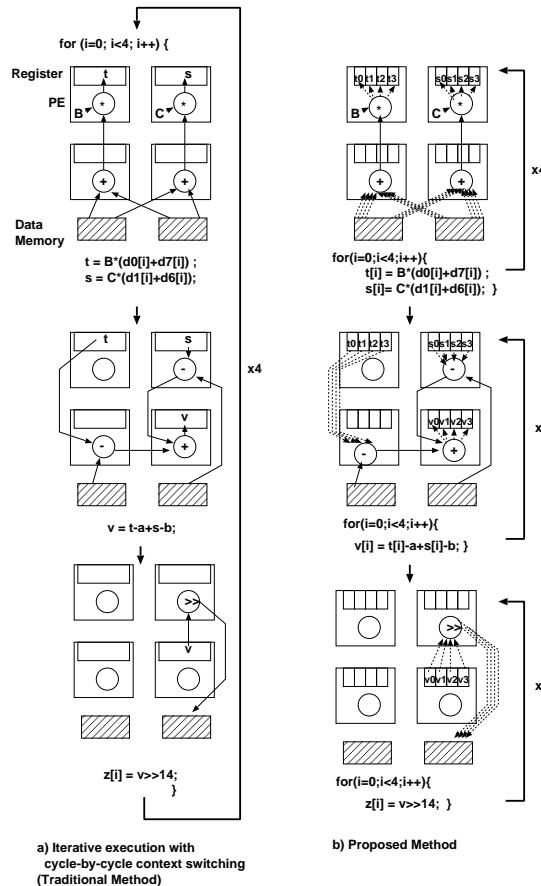 for (i=0; i<4; i++) {
Register
PE
t
s
B
*
C
*
+
+
Data
Memory
t = B*(d0[i]+d7[i]) ;
s = C*(d1[i]+d6[i]);
t
s
-
v
-
+
v = t-a+s-b;
>>
v
z[i] = v>>14;
}
x4
a) Iterative execution with
cycle-by-cycle context switching
(Traditional Method)
t0 t1 t2 t3
s0 s1 s2 s3
B
*
C
*
+
+
for(i=0;i<4;i++){
t[i] = B*(d0[i]+d7[i]) ;
s[i]= C*(d1[i]+d6[i]); }
x4
t0 t1 t2 t3
s0 s1 s2 s3
-
v0 v1 v2 v3
-
+
for(i=0;i<4;i++){
v[i] = t[i]-a+s[i]-b; }
x
>>
v0 v1 v2 v3
for(i=0;i<4;i++){
z[i] = v>>14; }
x
b) Proposed Method